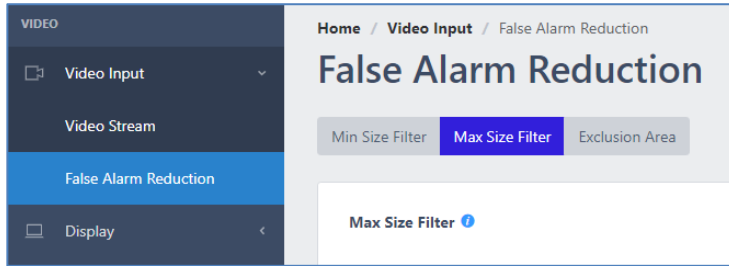 VIDEO
Video Input
Video Stream
False Alarm Reduction
Display
Home / Video Input / False Alarm Reduction
False Alarm Reduction
Min Size Filter Max Size Filter Exclusion Area
Max Size Filter